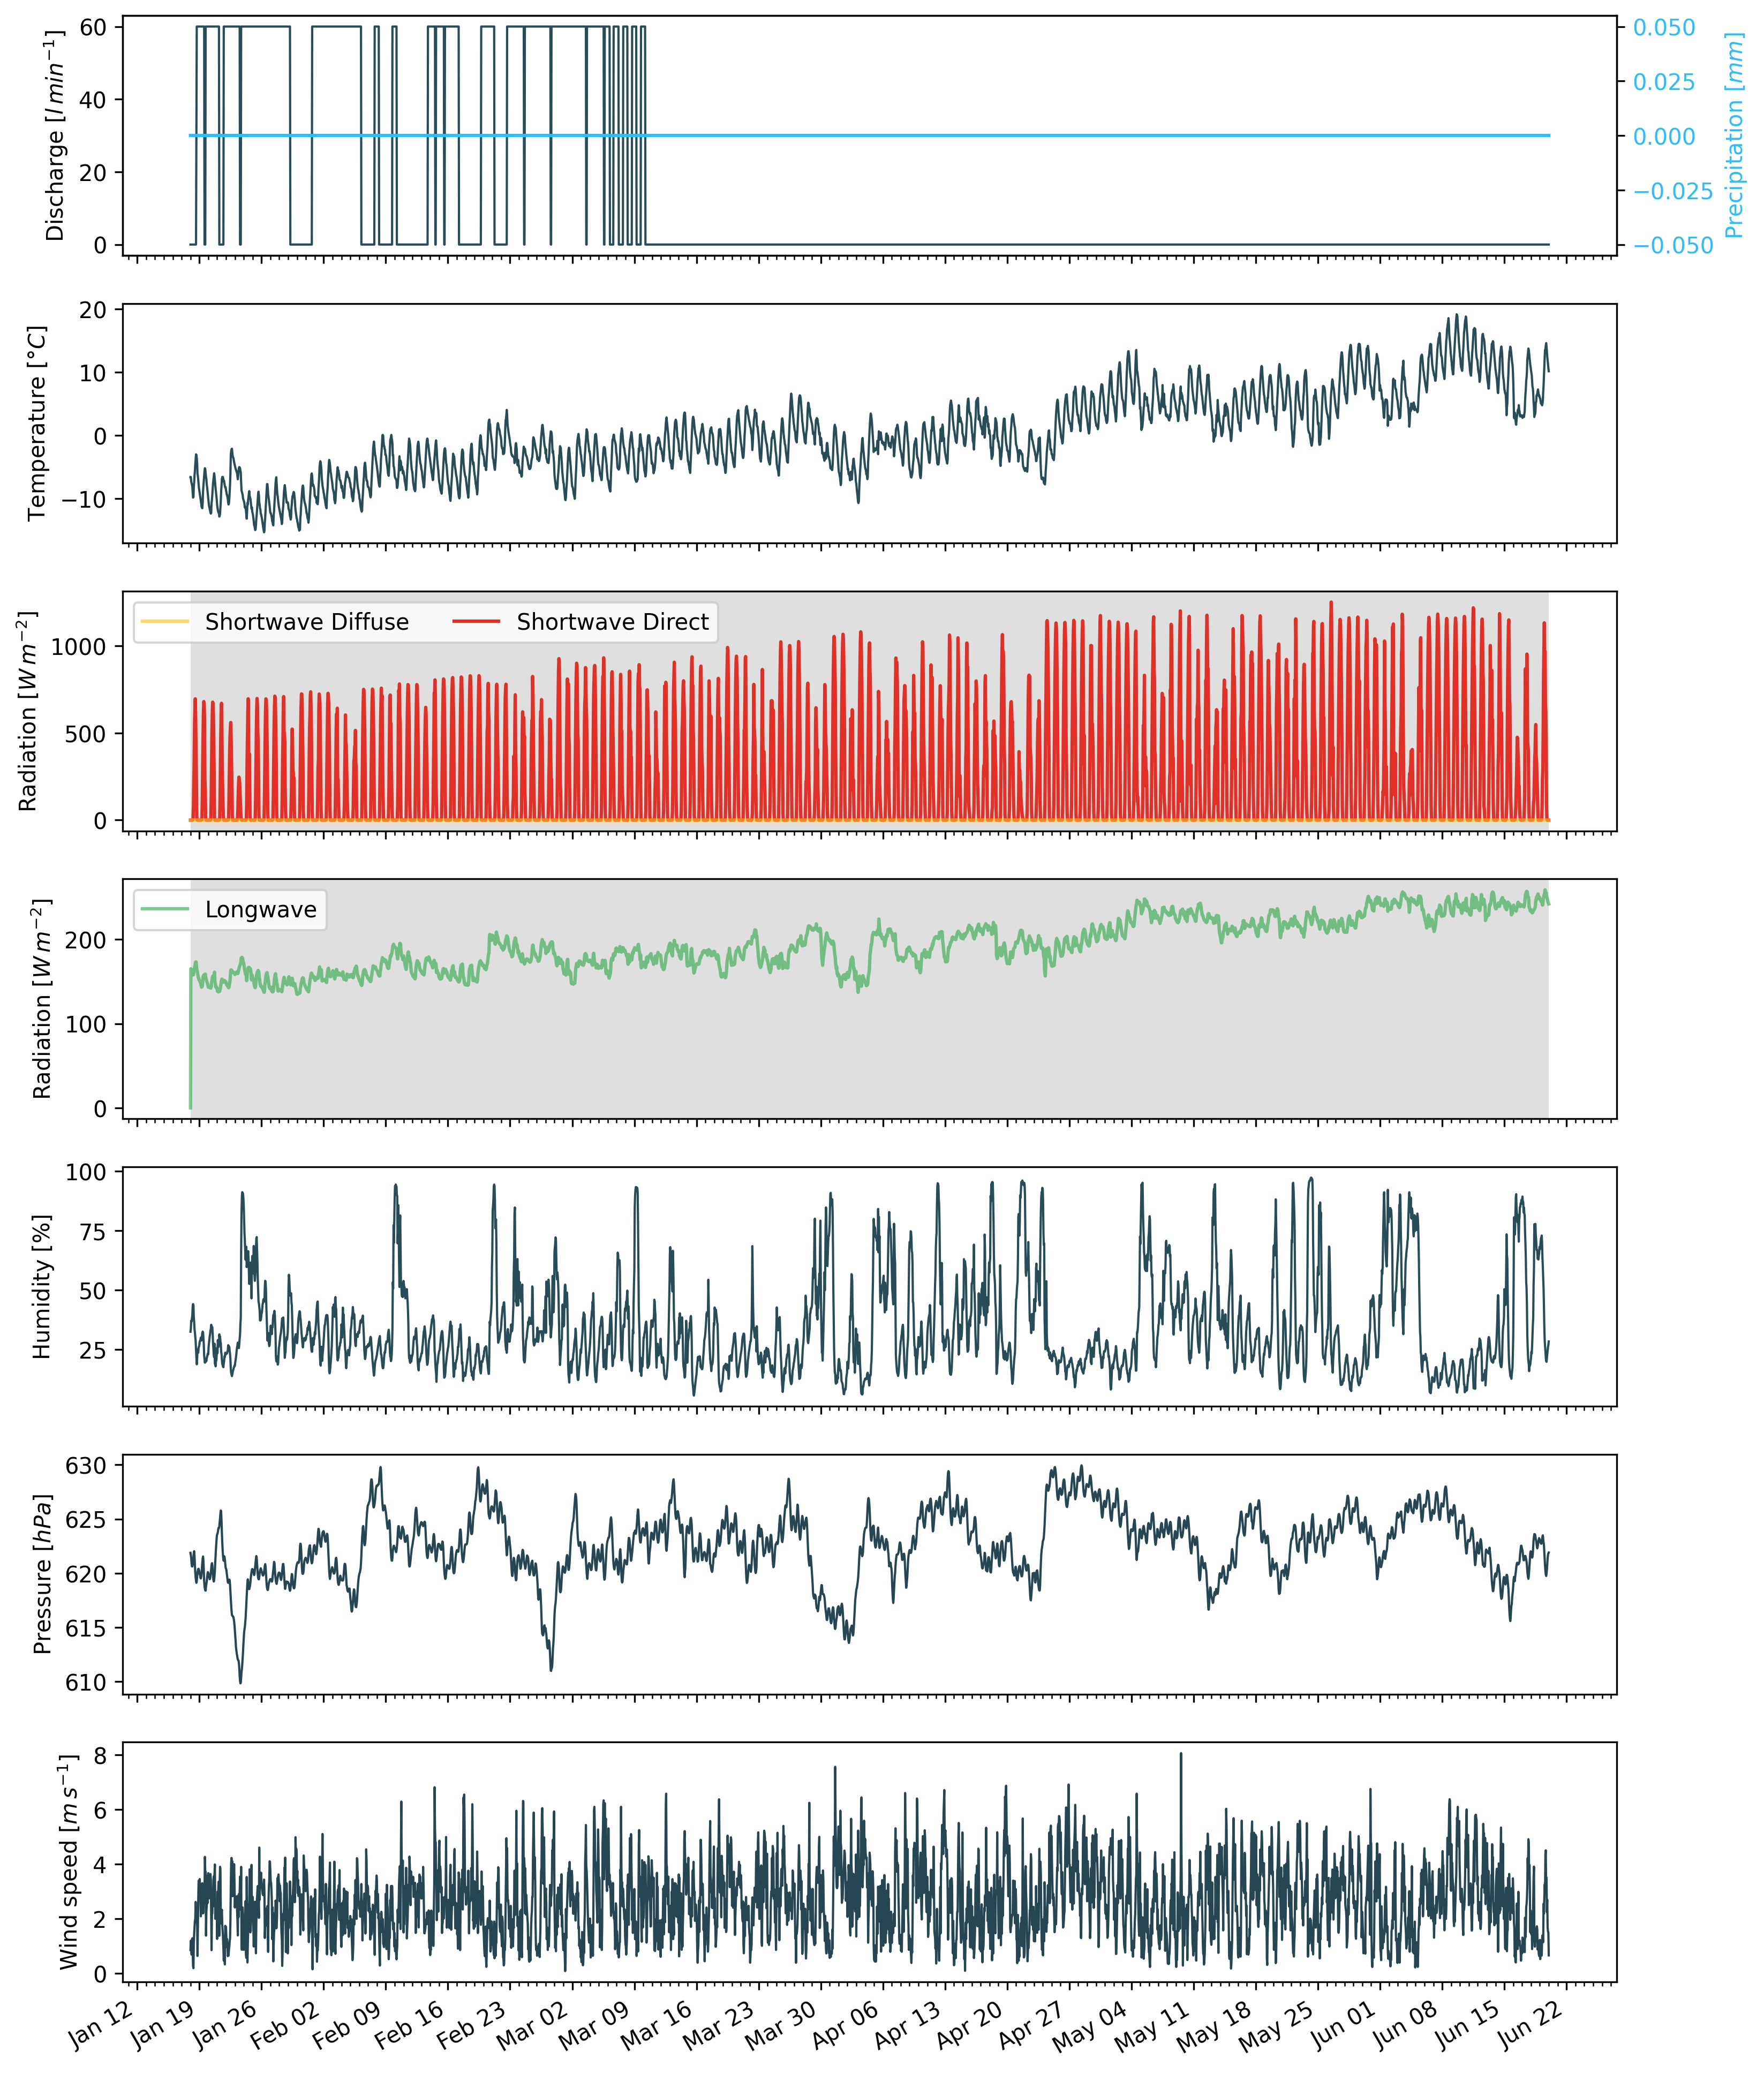 60
40
20
0
Discharge [l min⁻¹]
0.050
0.025
0.000
−0.025
−0.050
Precipitation [mm]
20
10
0
−10
Temperature [°C]
Shortwave Diffuse
Shortwave Direct
1000
500
0
Radiation [W m⁻²]
Longwave
200
100
0
Radiation [W m⁻²]
100
75
50
25
Humidity [%]
630
625
620
615
610
Pressure [hPa]
8
6
4
2
0
Wind speed [m s⁻¹]
Jan 12
Jan 19
Jan 26
Feb 02
Feb 09
Feb 16
Feb 23
Mar 02
Mar 09
Mar 16
Mar 23
Mar 30
Apr 06
Apr 13
Apr 20
Apr 27
May 04
May 11
May 18
May 25
Jun 01
Jun 08
Jun 15
Jun 22